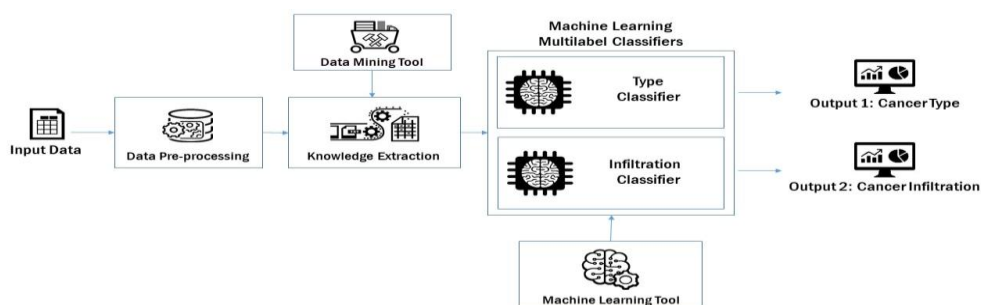 Machine Learning
Multilabel Classifiers
Data Mining Tool
Type
Classifier
Output 1: Cancer Type
Input Data
Data Pre-processing
Knowledge Extraction
Infiltration
Classifier
Output 2: Cancer Infiltration
Machine Learning Tool